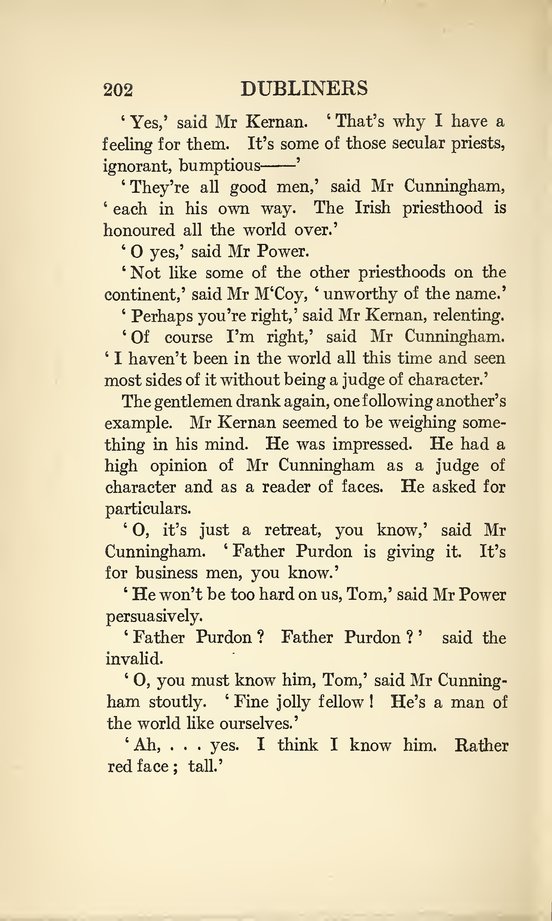 202 DUBLINERS
‘ Yes,’ said Mr Kernan. ‘ That’s why I have a
feeling for them. It’s some of those secular priests,
ignorant, bumptious——’
‘ They’re all good men,’ said Mr Cunningham,
‘ each in his own way. The Irish priesthood is
honoured all the world over.’
‘ O yes,’ said Mr Power.
‘ Not like some of the other priesthoods on the
continent,’ said Mr M‘Coy, ‘ unworthy of the name.’
‘ Perhaps you’re right,’ said Mr Kernan, relenting.
‘ Of course I’m right,’ said Mr Cunningham.
‘ I haven’t been in the world all this time and seen
most sides of it without being a judge of character.’
The gentlemen drank again, one following another’s
example. Mr Kernan seemed to be weighing some-
thing in his mind. He was impressed. He had a
high opinion of Mr Cunningham as a judge of
character and as a reader of faces. He asked for
particulars.
‘ O, it’s just a retreat, you know,’ said Mr
Cunningham. ‘ Father Purdon is giving it. It’s
for business men, you know.’
‘ He won’t be too hard on us, Tom,’ said Mr Power
persuasively.
‘ Father Purdon ? Father Purdon ? ’ said the
invalid.
‘ O, you must know him, Tom,’ said Mr Cunning-
ham stoutly. ‘ Fine jolly fellow ! He’s a man of
the world like ourselves.’
‘ Ah, . . . yes. I think I know him. Rather
red face ; tall.’